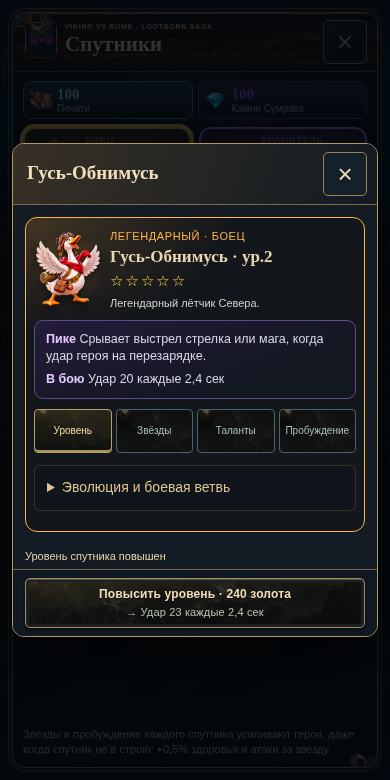 VIKING VS ROME · LOOTBORN SAGA
Спутники
100
Печати
100
Камни Сумрака
БОЕЦ
ХРАНИТЕЛЬ
Гусь-Обнимусь
ЛЕГЕНДАРНЫЙ · БОЕЦ
Гусь-Обнимусь · ур.2
☆☆☆☆☆
Легендарный лётчик Севера.
Пике Срывает выстрел стрелка или мага, когда
удар героя на перезарядке.
В бою Удар 20 каждые 2,4 сек
Уровень
Звёзды
Таланты
Пробуждение
▶ Эволюция и боевая ветвь
Уровень спутника повышен
Повысить уровень · 240 золота
→ Удар 23 каждые 2,4 сек
Звёзды и пробуждение каждого спутника усиливают героя, даже
когда спутник не в строю: +0,5% здоровья и атаки за звезду.